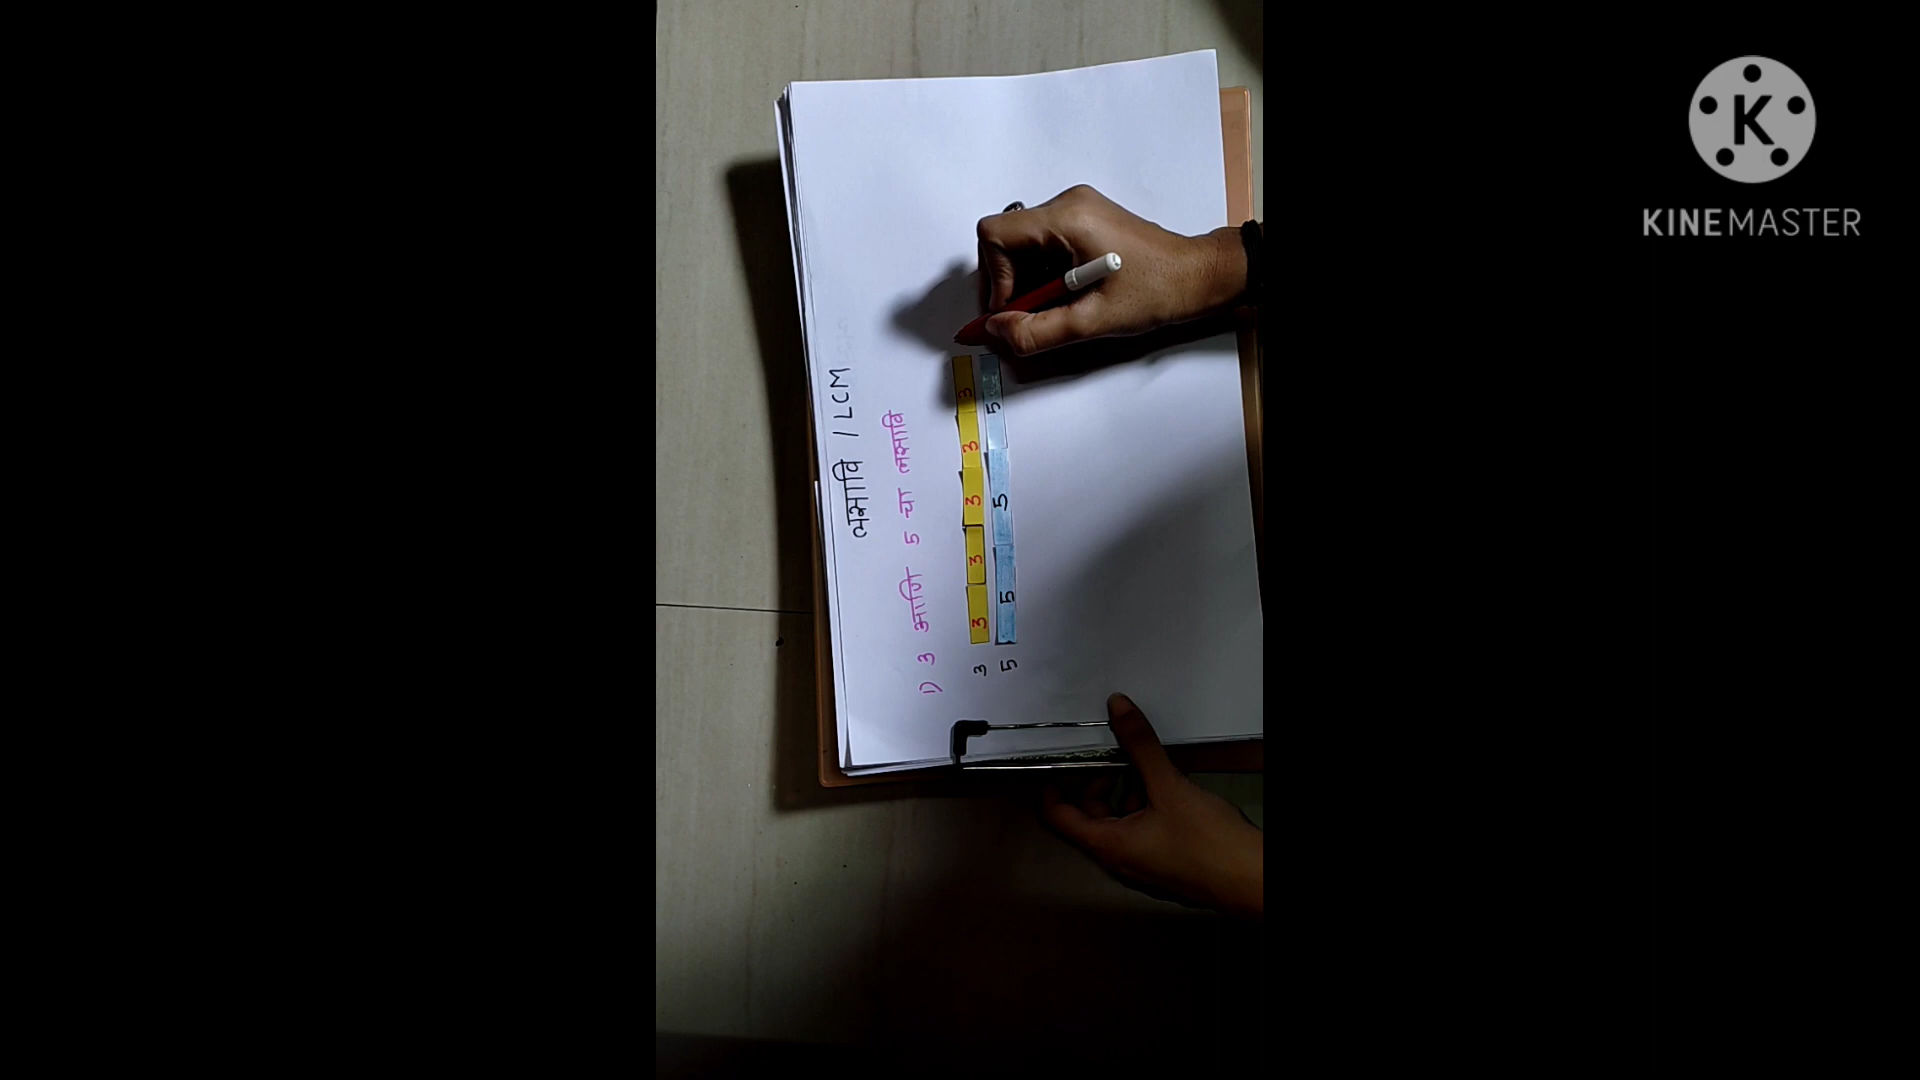 लसावि / LCM
1) 3 आणि 5 चा लसावि
3 3 3 3 3 3
5 5 5 5
K
KINEMASTER